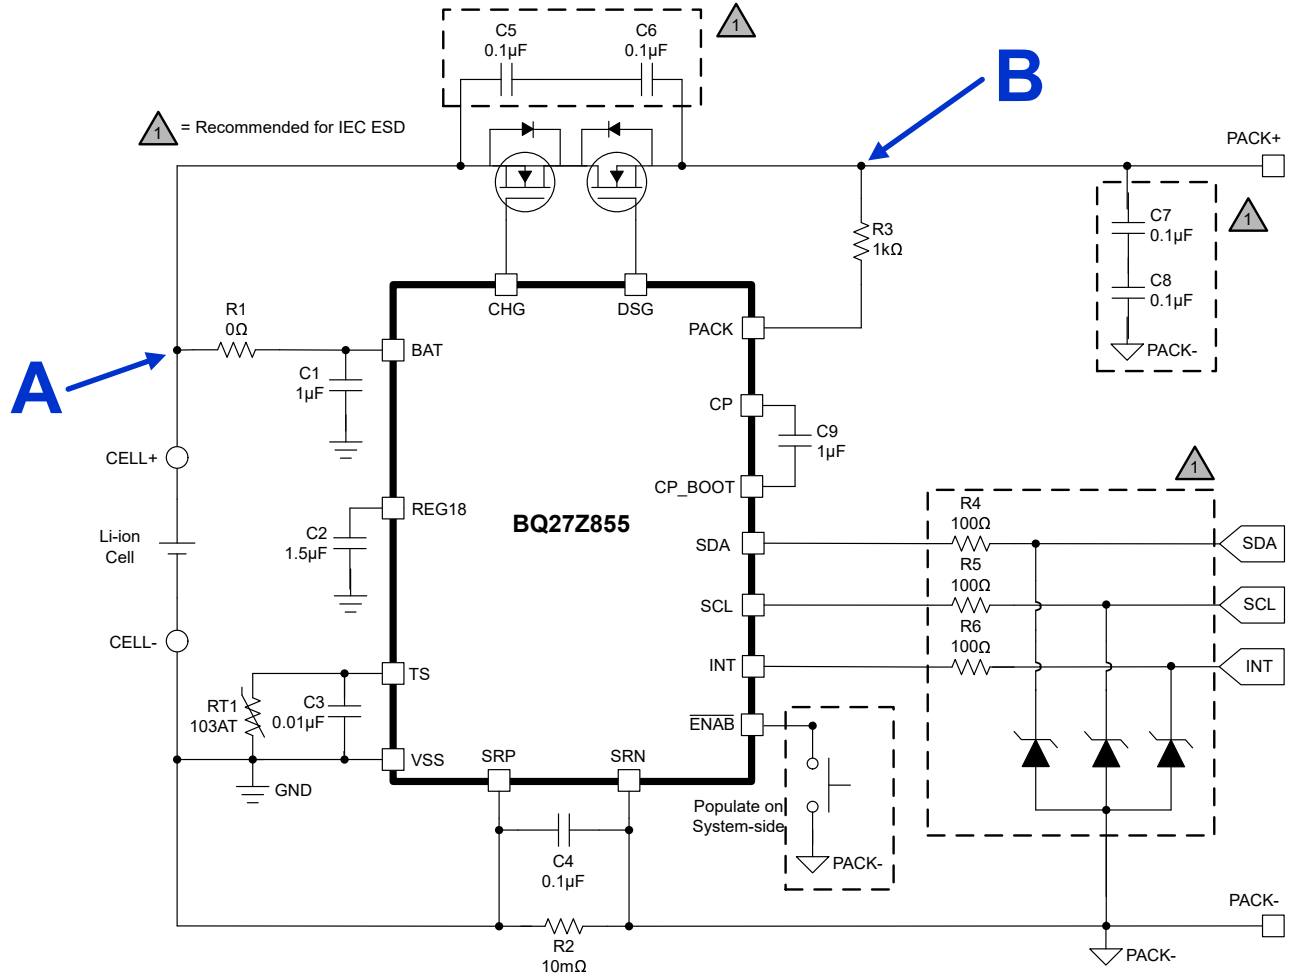 C5
0.1µF
C6
0.1µF
1
B
1
= Recommended for IEC ESD
PACK+
C7
0.1µF
1
R3
1kΩ
C8
0.1µF
PACK-
R1
0Ω
CHG
DSG
PACK
BAT
A
C1
1µF
CP
C9
1µF
CELL+
CP_BOOT
1
REG18
BQ27Z855
R4
100Ω
Li-ion
Cell
C2
1.5µF
SDA
SDA
R5
100Ω
SCL
SCL
R6
100Ω
CELL-
INT
INT
TS
RT1
103AT
C3
0.01µF
ENAB
VSS
SRP
SRN
GND
Populate on
System-side
C4
0.1µF
PACK-
PACK-
R2
10mΩ
PACK-